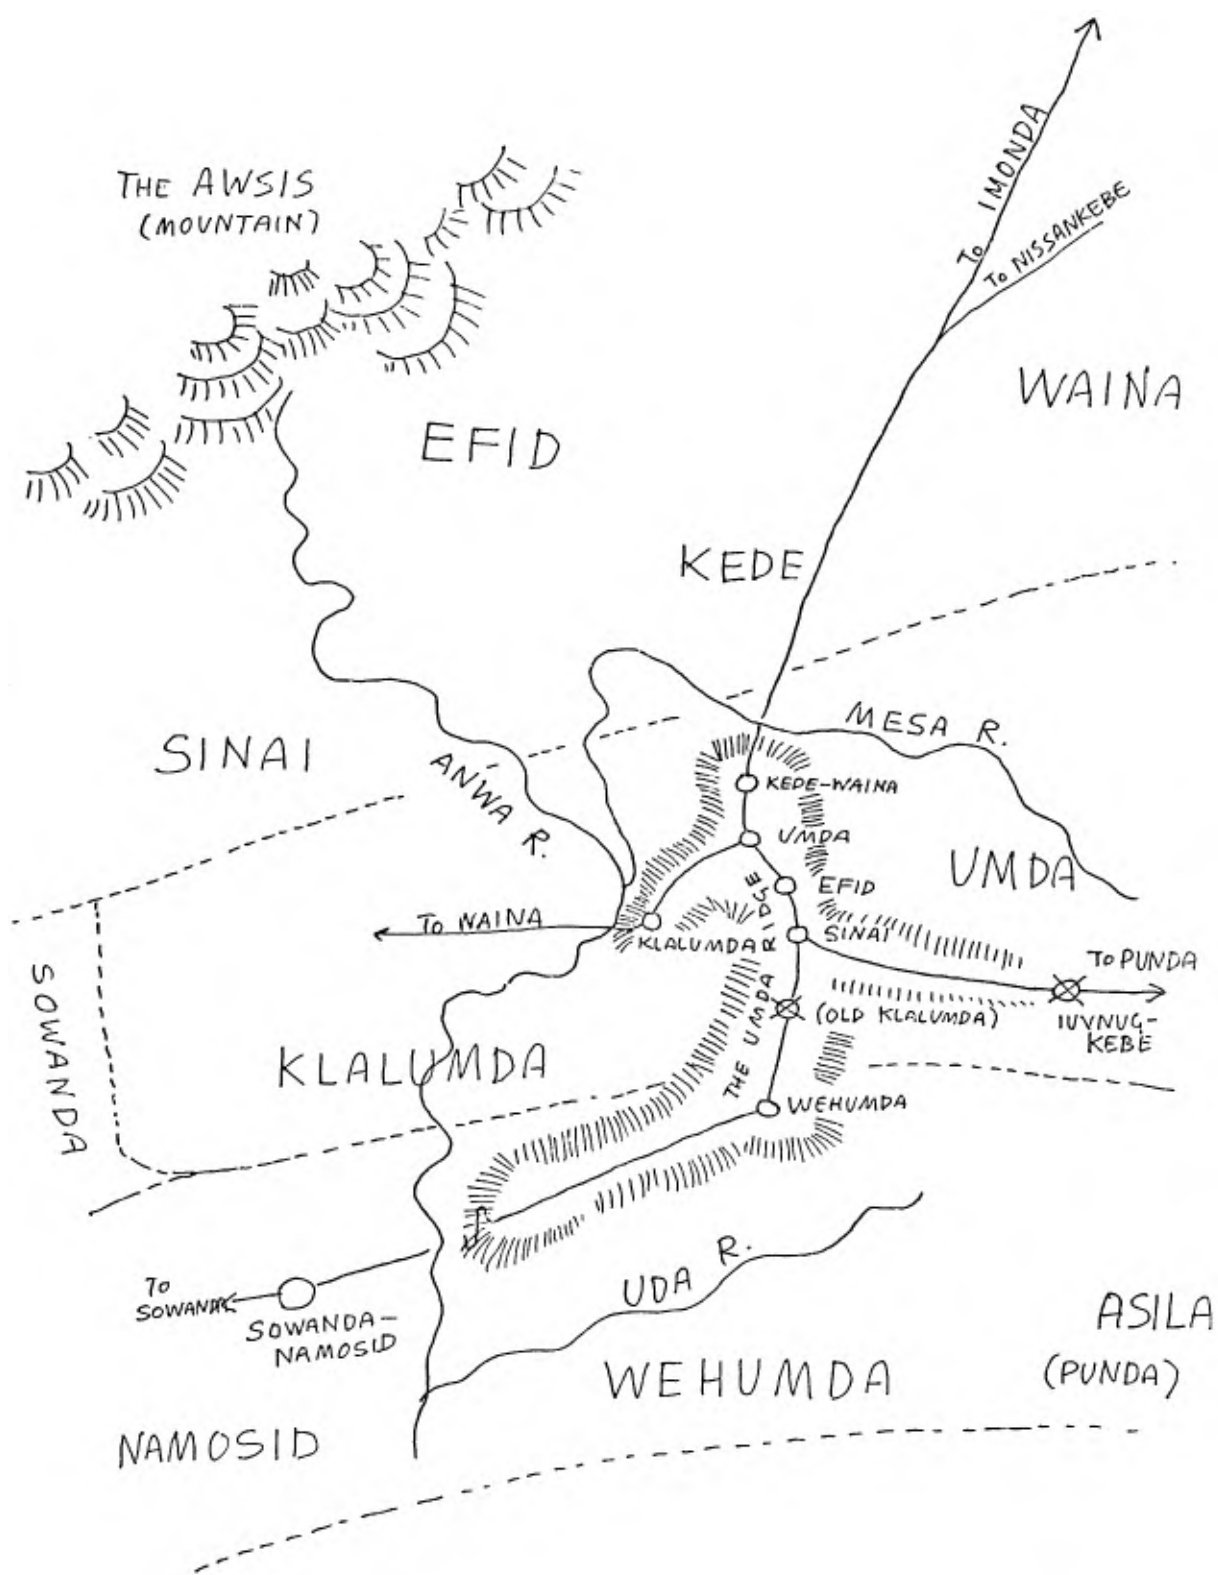 THE AWSIS
(MOUNTAIN)
TO IMONDA
TO NISSANKEBE
WAINA
EFID
KEDE
MESA R.
SINAI
ANWA R.
KEDE-WAINA
UMDA
UMDA
EFID
TO WAINA
KLALUMDA
SINAI
THE UMDA RIDGE
TO PUNDA
SOWANDA
(OLD KLALUMDA)
IUVNUG-
KEBE
KLALUMDA
WEHUMDA
UDA R.
TO
SOWANDA
SOWANDA-
NAMOSID
ASILA
(PUNDA)
WEHUMDA
NAMOSID